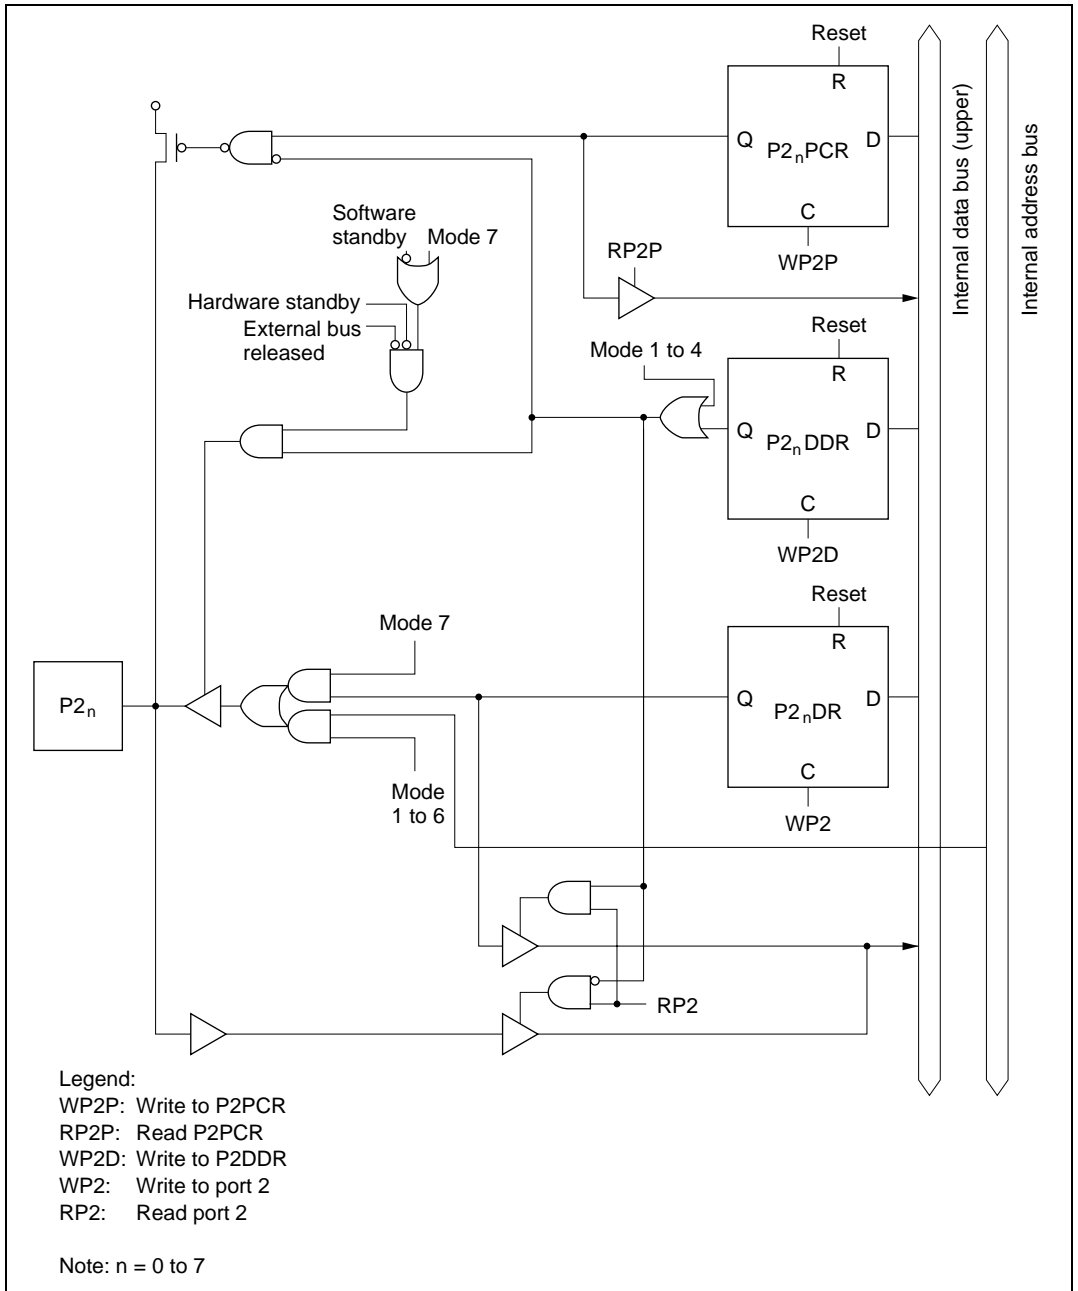 Reset
R
Q
P2nPCR
D
C
WP2P
Internal data bus (upper)
Internal address bus
Software
standby
Mode 7
RP2P
Hardware standby
External bus
released
Reset
Mode 1 to 4
R
Q
P2nDDR
D
C
WP2D
Reset
Mode 7
R
P2n
Q
P2nDR
D
C
Mode
1 to 6
WP2
RP2
Legend:
WP2P: Write to P2PCR
RP2P: Read P2PCR
WP2D: Write to P2DDR
WP2: Write to port 2
RP2: Read port 2
Note: n = 0 to 7